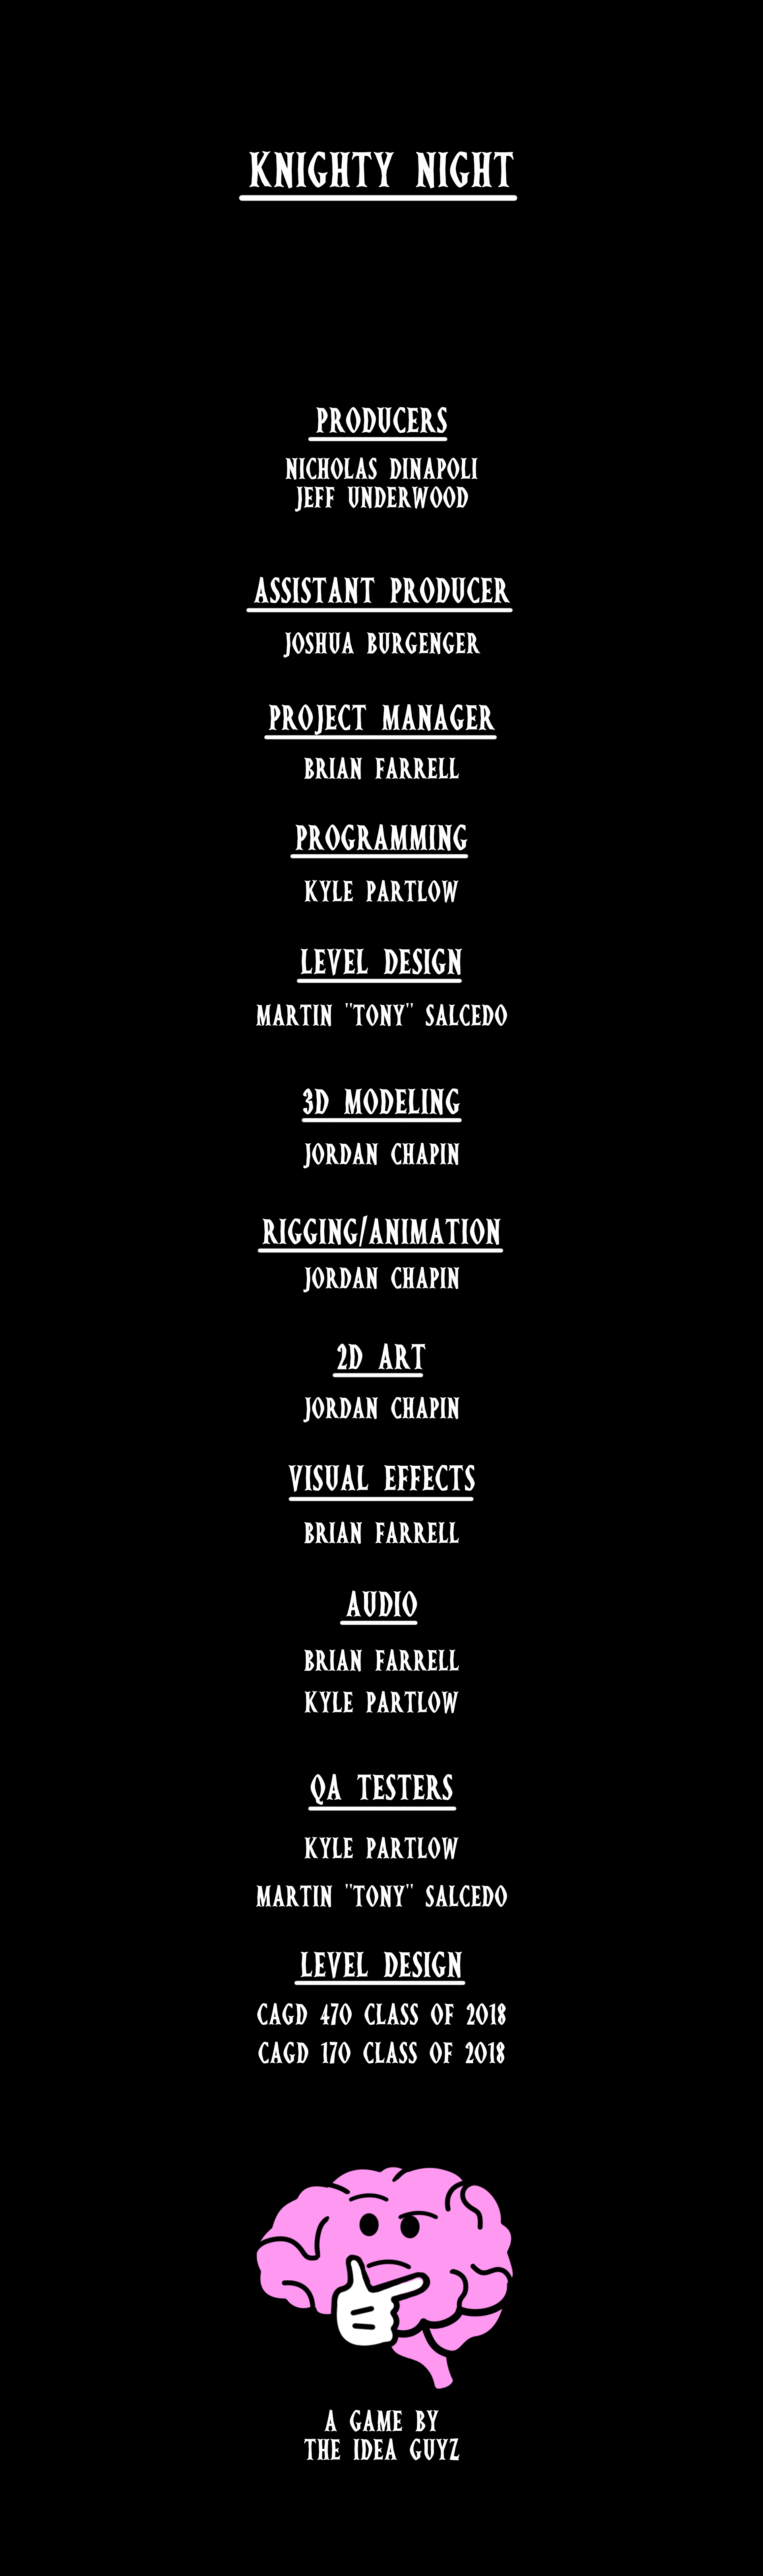 KNIGHTY NIGHT
PRODUCERS
NICHOLAS DINAPOLI
JEFF UNDERWOOD
ASSISTANT PRODUCER
JOSHUA BURGENGER
PROJECT MANAGER
BRIAN FARRELL
PROGRAMMING
KYLE PARTLOW
LEVEL DESIGN
MARTIN "TONY" SALCEDO
3D MODELING
JORDAN CHAPIN
RIGGING/ANIMATION
JORDAN CHAPIN
2D ART
JORDAN CHAPIN
VISUAL EFFECTS
BRIAN FARRELL
AUDIO
BRIAN FARRELL
KYLE PARTLOW
QA TESTERS
KYLE PARTLOW
MARTIN "TONY" SALCEDO
LEVEL DESIGN
CAGD 470 CLASS OF 2018
CAGD 170 CLASS OF 2018
A GAME BY
THE IDEA GUYZ